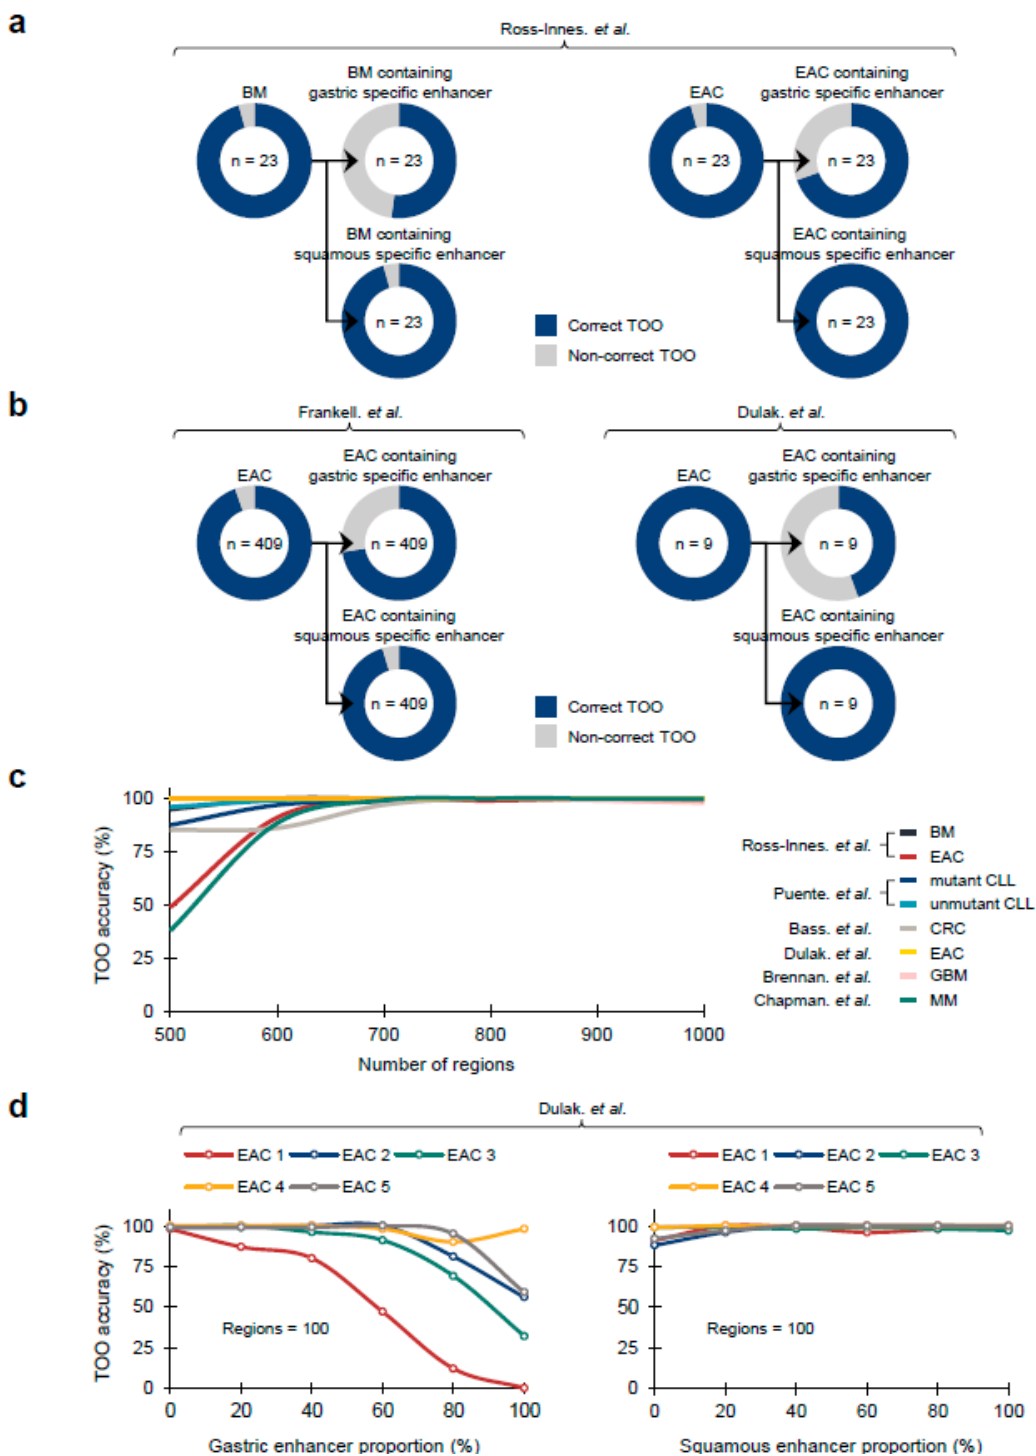 a
Ross-Innes. et al.
BM
BM containing
gastric specific enhancer
EAC
EAC containing
gastric specific enhancer
n = 23
n = 23
n = 23
n = 23
BM containing
squamous specific enhancer
EAC containing
squamous specific enhancer
n = 23
n = 23
Correct TOO
Non-correct TOO
b
Frankell. et al.
Dulak. et al.
EAC
EAC containing
gastric specific enhancer
EAC
EAC containing
gastric specific enhancer
n = 409
n = 409
n = 9
n = 9
EAC containing
squamous specific enhancer
EAC containing
squamous specific enhancer
n = 409
n = 9
Correct TOO
Non-correct TOO
c
TOO accuracy (%)
100
75
50
25
0
500 600 700 800 900 1000
Number of regions
Ross-Innes. et al.
BM
EAC
Puente. et al.
mutant CLL
unmutant CLL
Bass. et al. CRC
Dulak. et al. EAC
Brennan. et al. GBM
Chapman. et al. MM
d
Dulak. et al.
EAC 1 EAC 2 EAC 3
EAC 4 EAC 5
TOO accuracy (%)
100
75
50
25
0
Regions = 100
0 20 40 60 80 100
Gastric enhancer proportion (%)
EAC 1 EAC 2 EAC 3
EAC 4 EAC 5
100
75
50
25
0
Regions = 100
0 20 40 60 80 100
Squamous enhancer proportion (%)